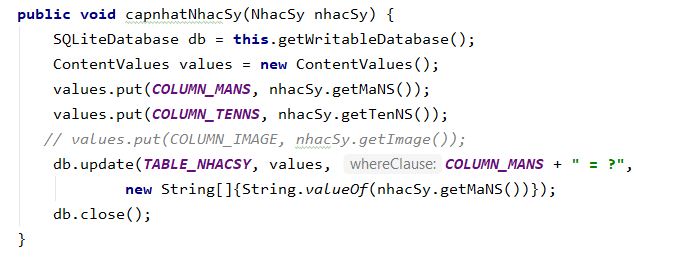 public void capnhatNhacSy(NhacSy nhacSy) {
    SQLiteDatabase db = this.getWritableDatabase();
    ContentValues values = new ContentValues();
    values.put(COLUMN_MANS, nhacSy.getMaNS());
    values.put(COLUMN_TENNS, nhacSy.getTenNS());
   // values.put(COLUMN_IMAGE, nhacSy.getImage());
    db.update(TABLE_NHACSY, values, whereClause: COLUMN_MANS + " = ?",
            new String[]{String.valueOf(nhacSy.getMaNS())});
    db.close();
}